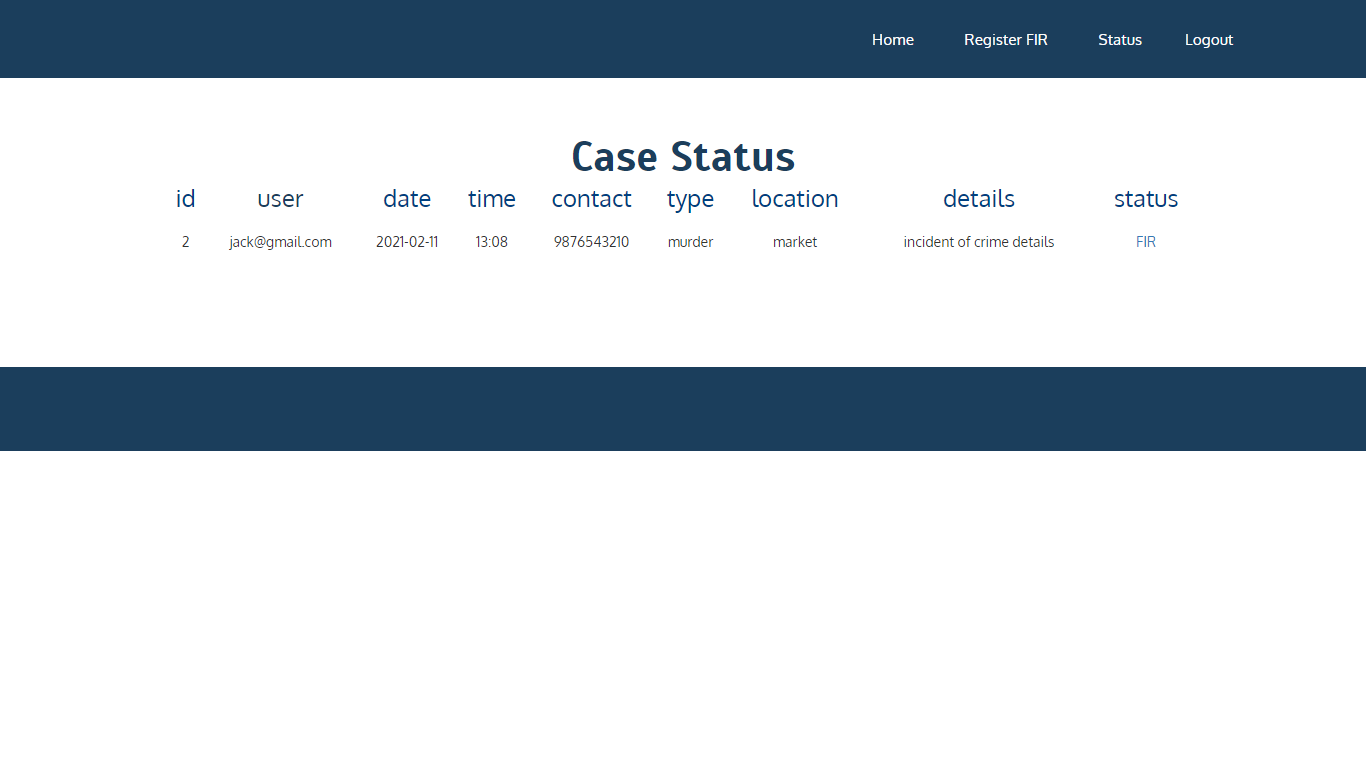 Home Register FIR Status Logout
Case Status
id user date time contact type location details status
2 jack@gmail.com 2021-02-11 13:08 9876543210 murder market incident of crime details FIR